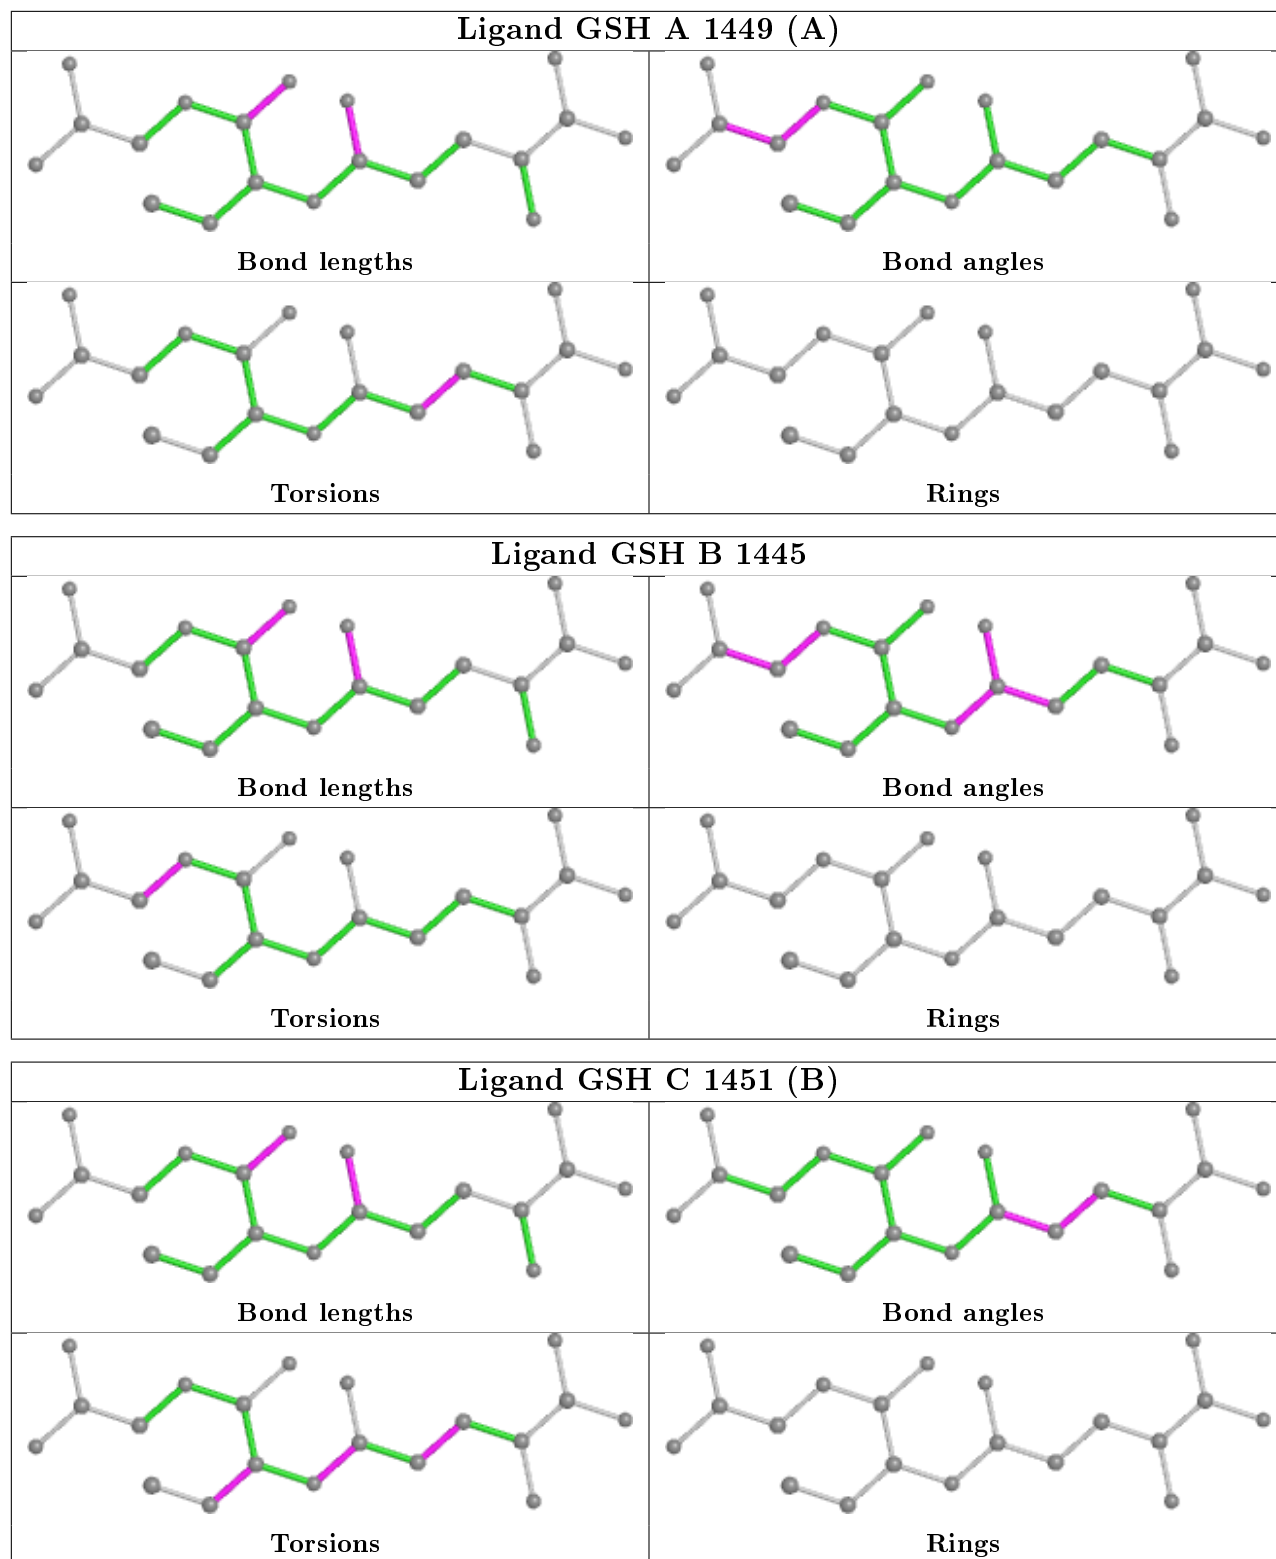 Ligand GSH A 1449 (A)
Bond lengths
Bond angles
Torsions
Rings
Ligand GSH B 1445
Bond lengths
Bond angles
Torsions
Rings
Ligand GSH C 1451 (B)
Bond lengths
Bond angles
Torsions
Rings